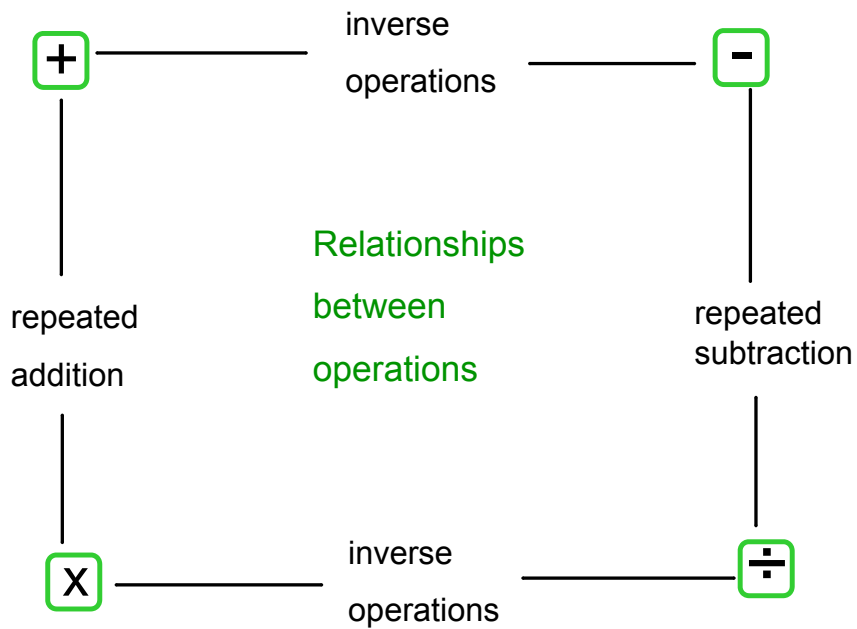 inverse
operations
+
-
Relationships
between
operations
repeated
addition
repeated
subtraction
x
÷
inverse
operations